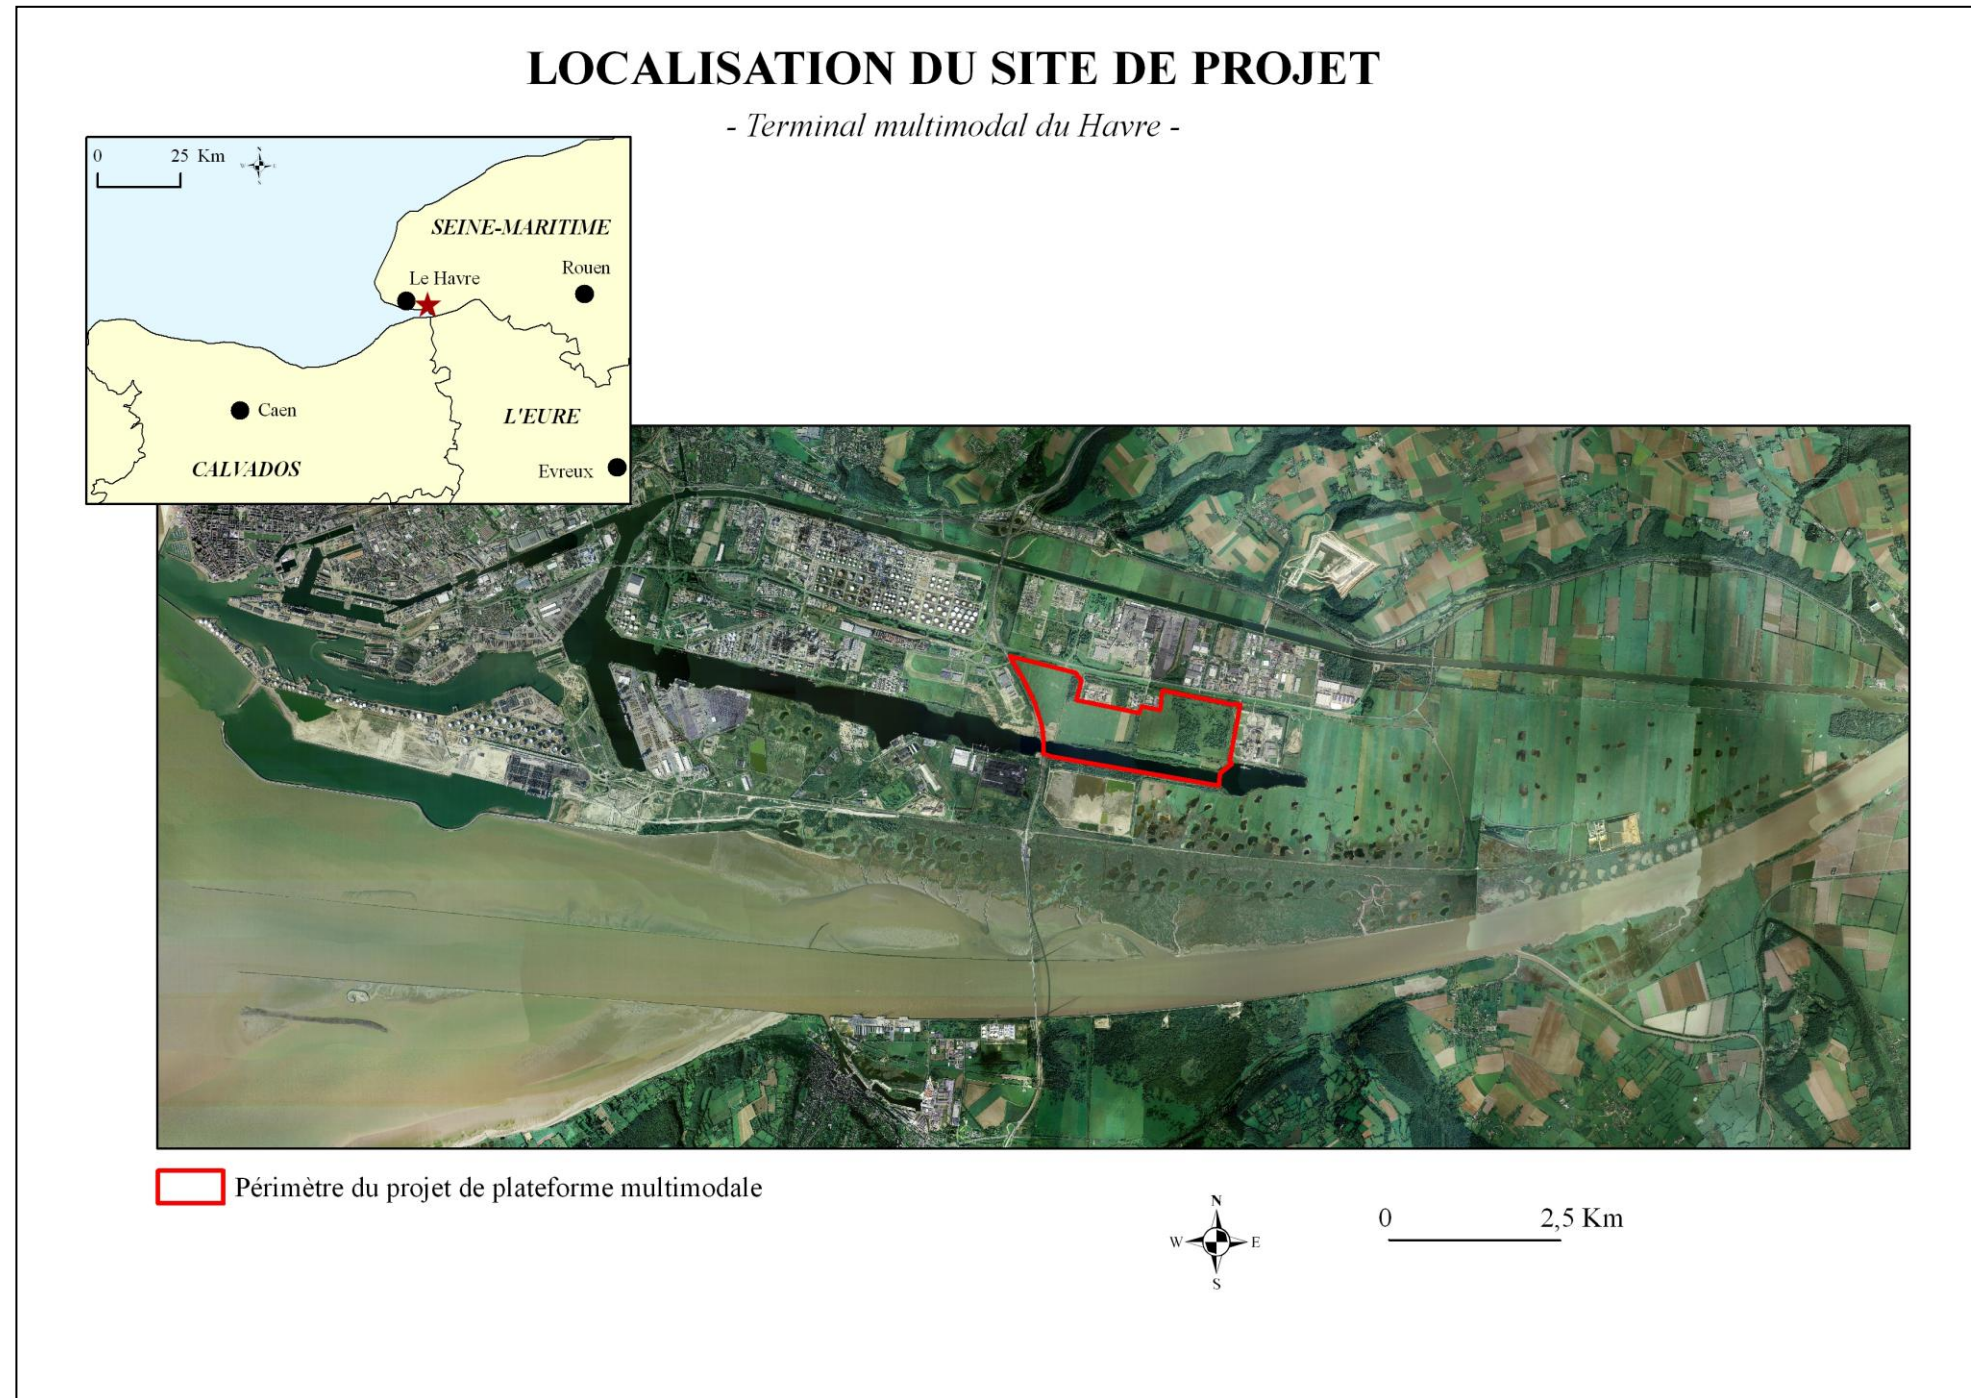 LOCALISATION DU SITE DE PROJET
- Terminal multimodal du Havre -
0 25 Km
N
W E
S
SEINE-MARITIME
Rouen
Le Havre
Caen
L'EURE
CALVADOS
Evreux
Périmètre du projet de plateforme multimodale
N
W E
S
0 2,5 Km